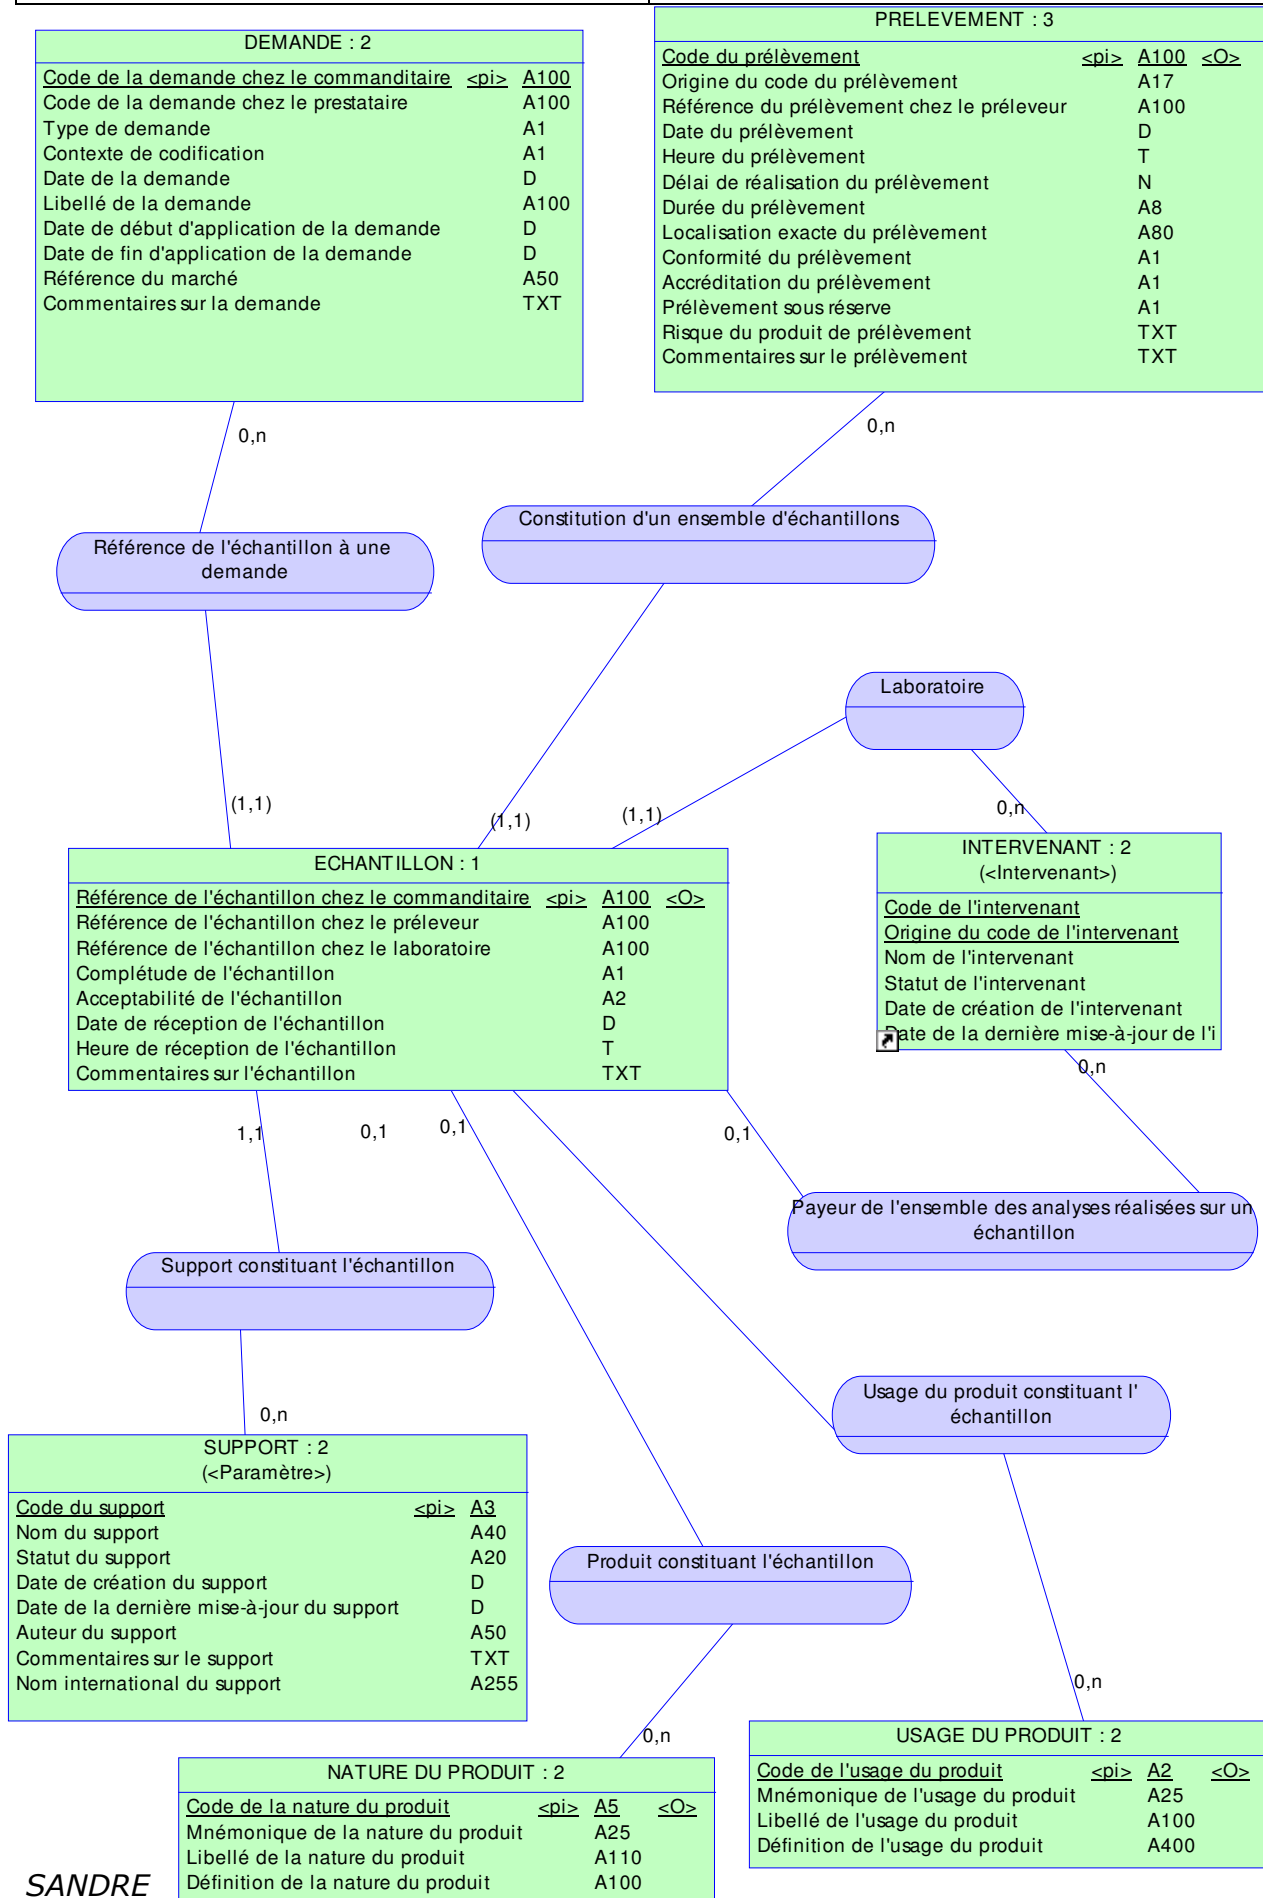 PRELEVEMENT : 3
Code du prélèvement <pi> A100 <O>
Origine du code du prélèvement A17
Référence du prélèvement chez le préleveur A100
Date du prélèvement D
Heure du prélèvement T
Délai de réalisation du prélèvement N
Durée du prélèvement A8
Localisation exacte du prélèvement A80
Conformité du prélèvement A1
Accréditation du prélèvement A1
Prélèvement sous réserve A1
Risque du produit de prélèvement TXT
Commentaires sur le prélèvement TXT
DEMANDE : 2
Code de la demande chez le commanditaire <pi> A100
Code de la demande chez le prestataire A100
Type de demande A1
Contexte de codification A1
Date de la demande D
Libellé de la demande A100
Date de début d'application de la demande D
Date de fin d'application de la demande D
Référence du marché A50
Commentaires sur la demande TXT
0,n
0,n
Constitution d'un ensemble d'échantillons
Référence de l'échantillon à une
demande
Laboratoire
(1,1)
(1,1)
(1,1)
0,n
ECHANTILLON : 1
Référence de l'échantillon chez le commanditaire <pi> A100 <O>
Référence de l'échantillon chez le préleveur A100
Référence de l'échantillon chez le laboratoire A100
Complétude de l'échantillon A1
Acceptabilité de l'échantillon A2
Date de réception de l'échantillon D
Heure de réception de l'échantillon T
Commentaires sur l'échantillon TXT
INTERVENANT : 2
(<Intervenant>)
Code de l'intervenant
Origine du code de l'intervenant
Nom de l'intervenant
Statut de l'intervenant
Date de création de l'intervenant
Date de la dernière mise-à-jour de l'i
0,n
1,1
0,1
0,1
0,1
Payeur de l'ensemble des analyses réalisées sur un
échantillon
Support constituant l'échantillon
Usage du produit constituant l'
échantillon
0,n
SUPPORT : 2
(<Paramètre>)
Code du support <pi> A3
Nom du support A40
Statut du support A20
Date de création du support D
Date de la dernière mise-à-jour du support D
Auteur du support A50
Commentaires sur le support TXT
Nom international du support A255
Produit constituant l'échantillon
0,n
0,n
USAGE DU PRODUIT : 2
Code de l'usage du produit <pi> A2 <O>
Mnémonique de l'usage du produit A25
Libellé de l'usage du produit A100
Définition de l'usage du produit A400
NATURE DU PRODUIT : 2
Code de la nature du produit <pi> A5 <O>
Mnémonique de la nature du produit A25
Libellé de la nature du produit A110
Définition de la nature du produit A100
SANDRE